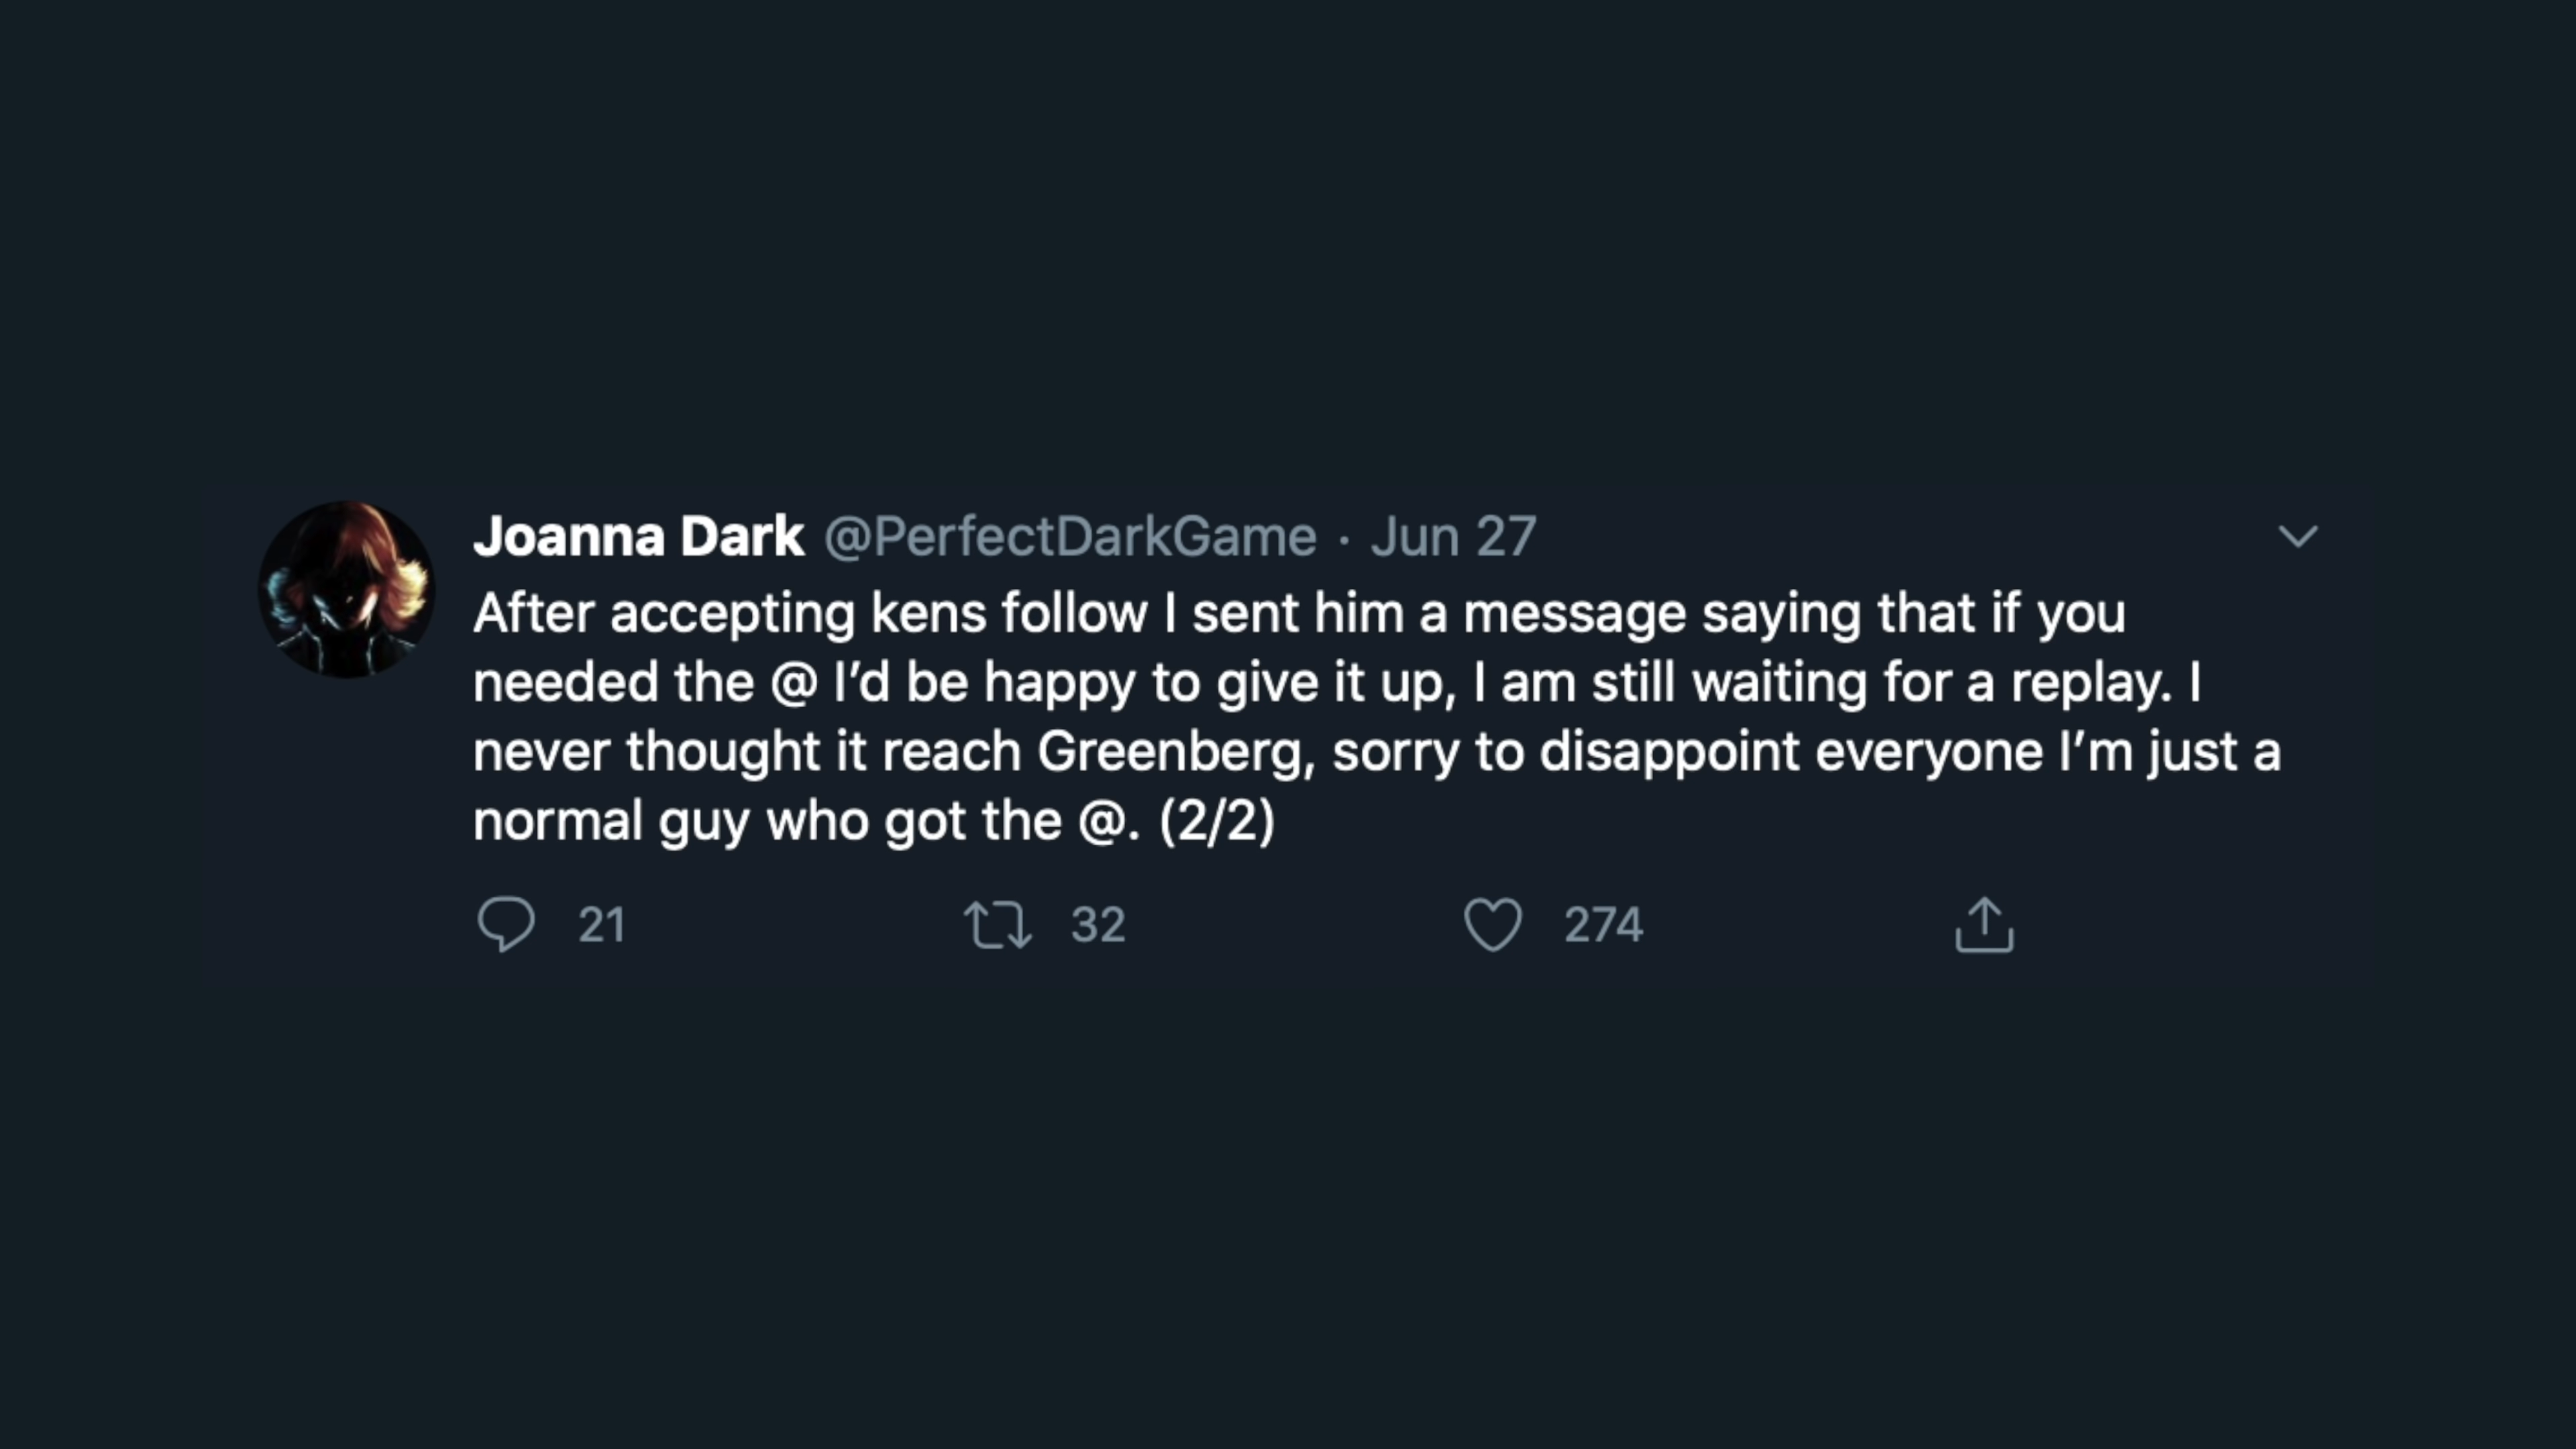 Joanna Dark @PerfectDarkGame · Jun 27
After accepting kens follow I sent him a message saying that if you
needed the @ I’d be happy to give it up, I am still waiting for a replay. I
never thought it reach Greenberg, sorry to disappoint everyone I’m just a
normal guy who got the @. (2/2)
21 32 274